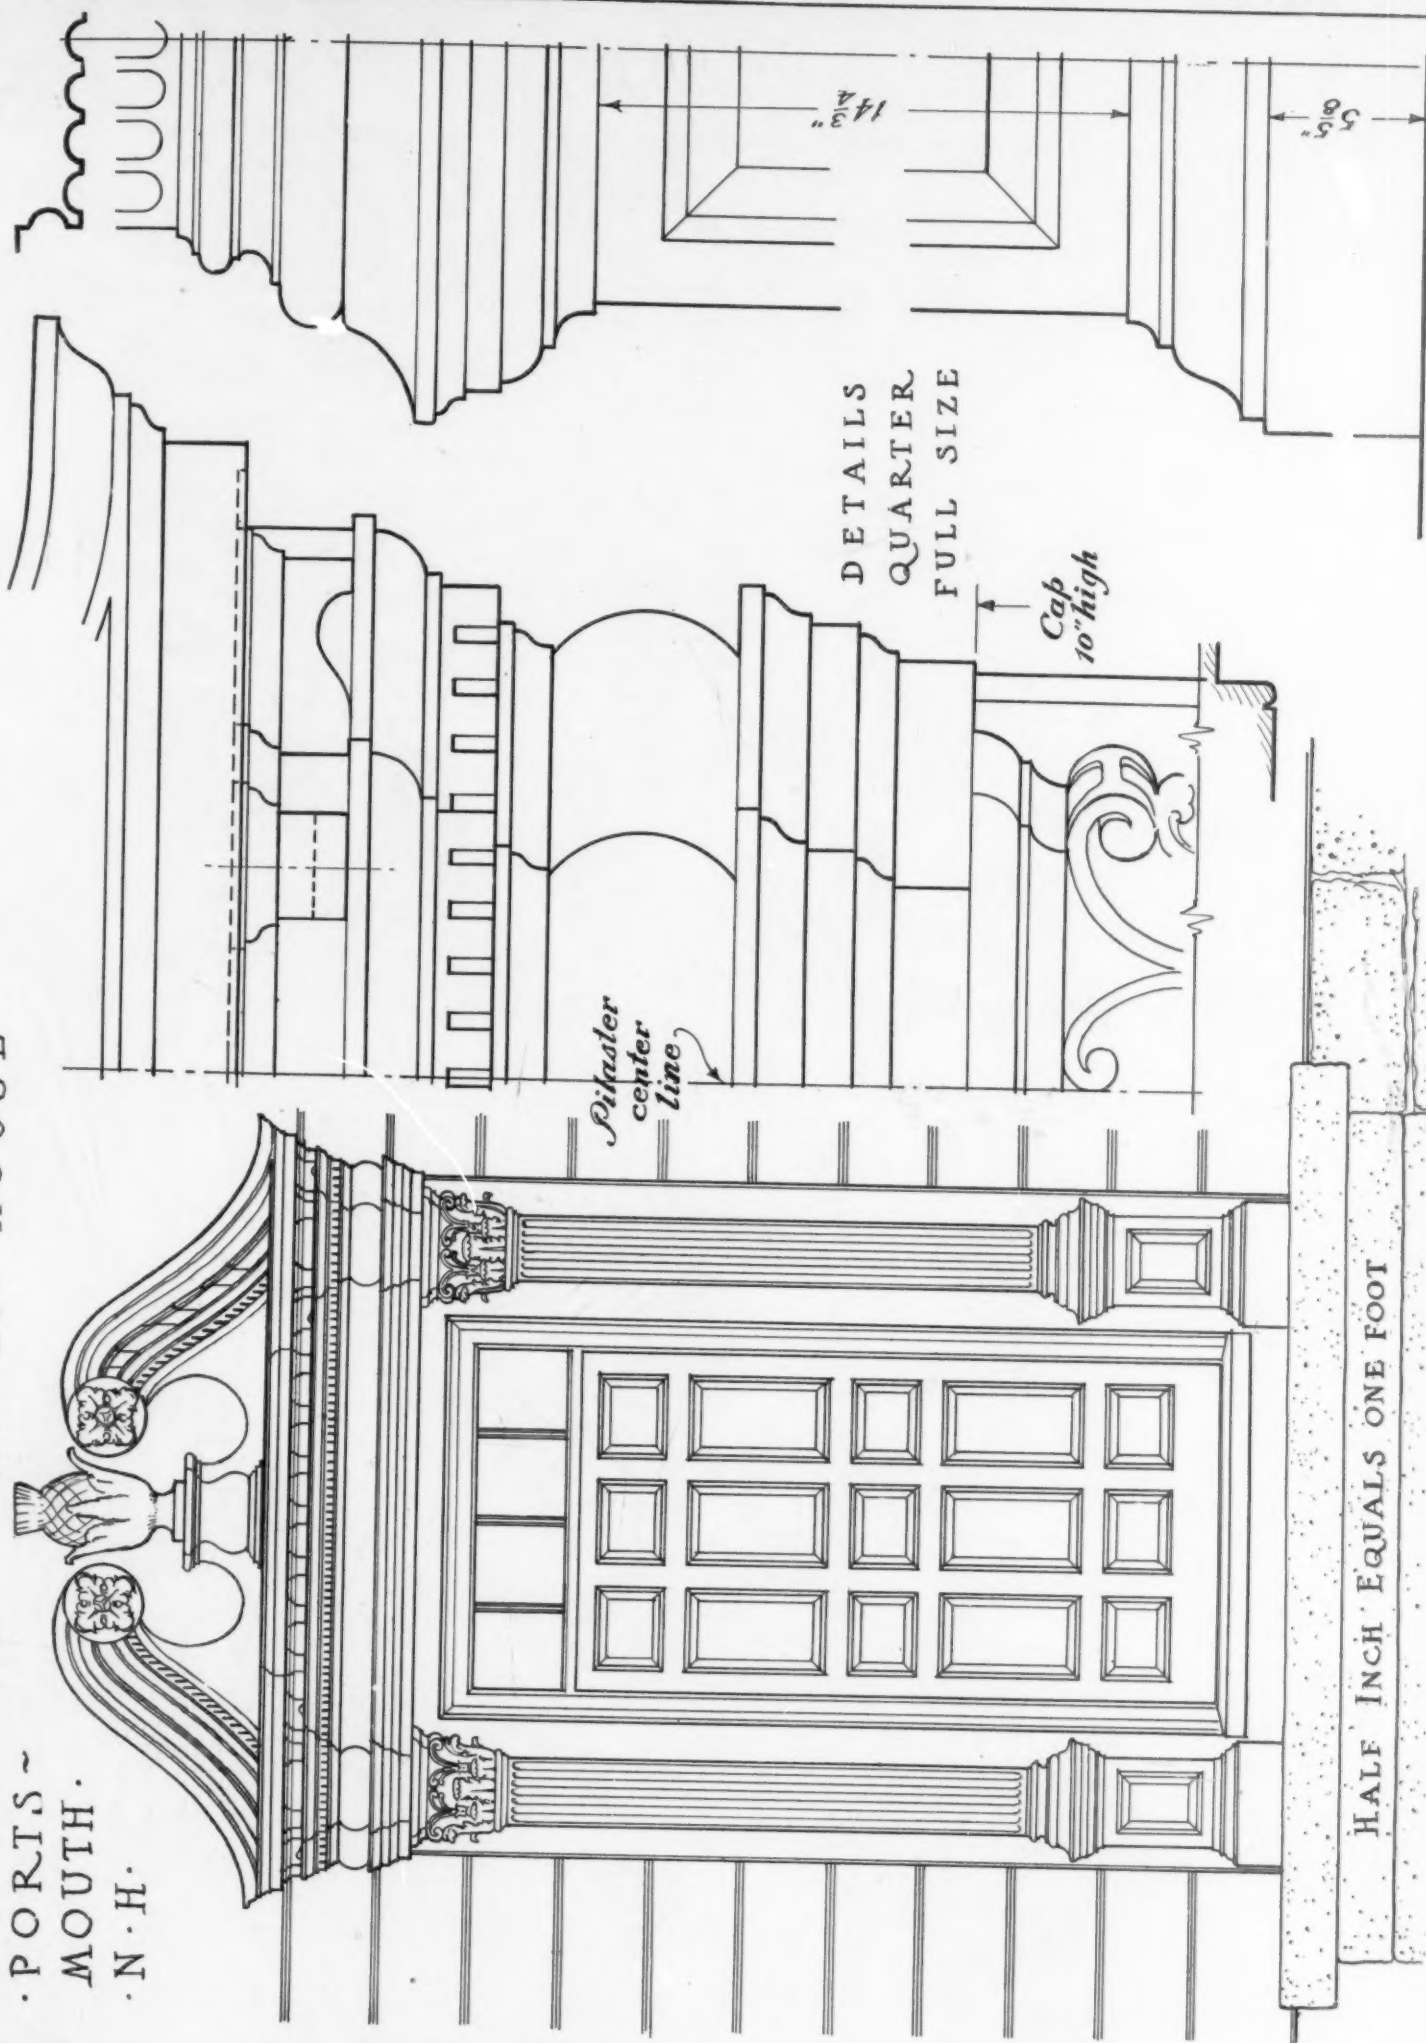 ·PORTS~
MOUTH·
·N·H·
Pilaster
center
line
DETAILS
QUARTER
FULL SIZE
Cap
10" high
14 3/4"
5 5/8"
HALF INCH EQUALS ONE FOOT